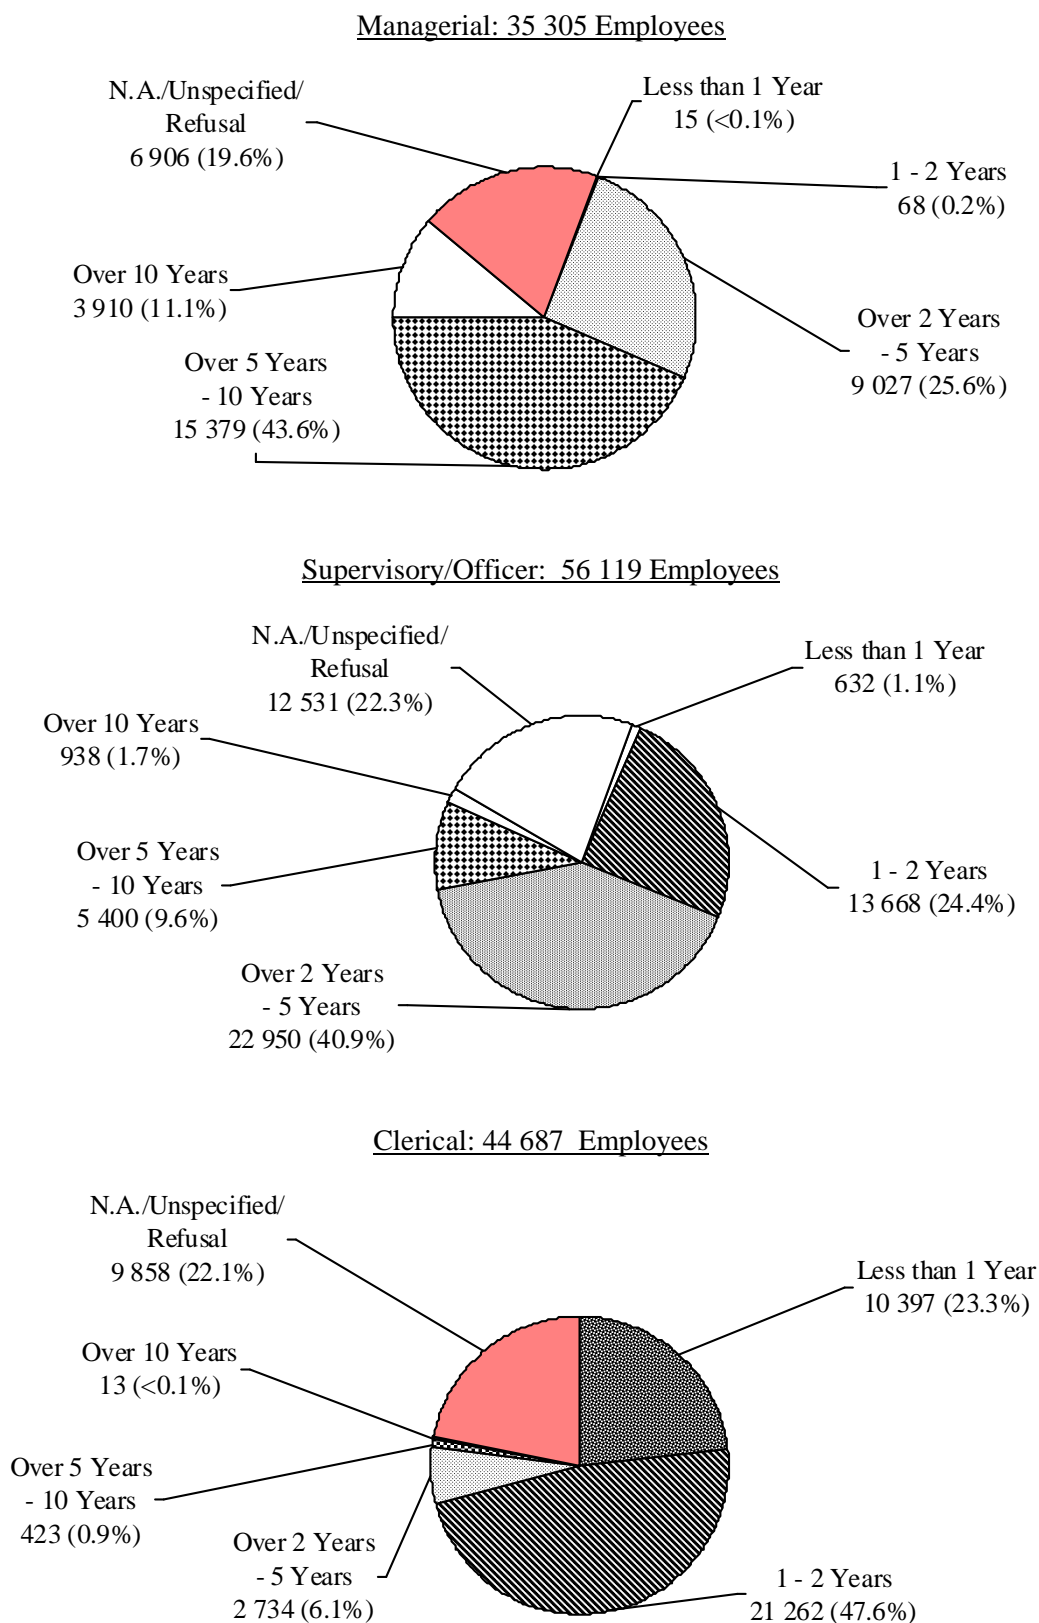 Managerial: 35 305 Employees
N.A./Unspecified/
Refusal
6 906 (19.6%)
Less than 1 Year
15 (<0.1%)
1 - 2 Years
68 (0.2%)
Over 10 Years
3 910 (11.1%)
Over 2 Years
- 5 Years
9 027 (25.6%)
Over 5 Years
- 10 Years
15 379 (43.6%)
Supervisory/Officer: 56 119 Employees
N.A./Unspecified/
Refusal
12 531 (22.3%)
Less than 1 Year
632 (1.1%)
Over 10 Years
938 (1.7%)
Over 5 Years
- 10 Years
5 400 (9.6%)
1 - 2 Years
13 668 (24.4%)
Over 2 Years
- 5 Years
22 950 (40.9%)
Clerical: 44 687 Employees
N.A./Unspecified/
Refusal
9 858 (22.1%)
Less than 1 Year
10 397 (23.3%)
Over 10 Years
13 (<0.1%)
Over 5 Years
- 10 Years
423 (0.9%)
Over 2 Years
- 5 Years
2 734 (6.1%)
1 - 2 Years
21 262 (47.6%)